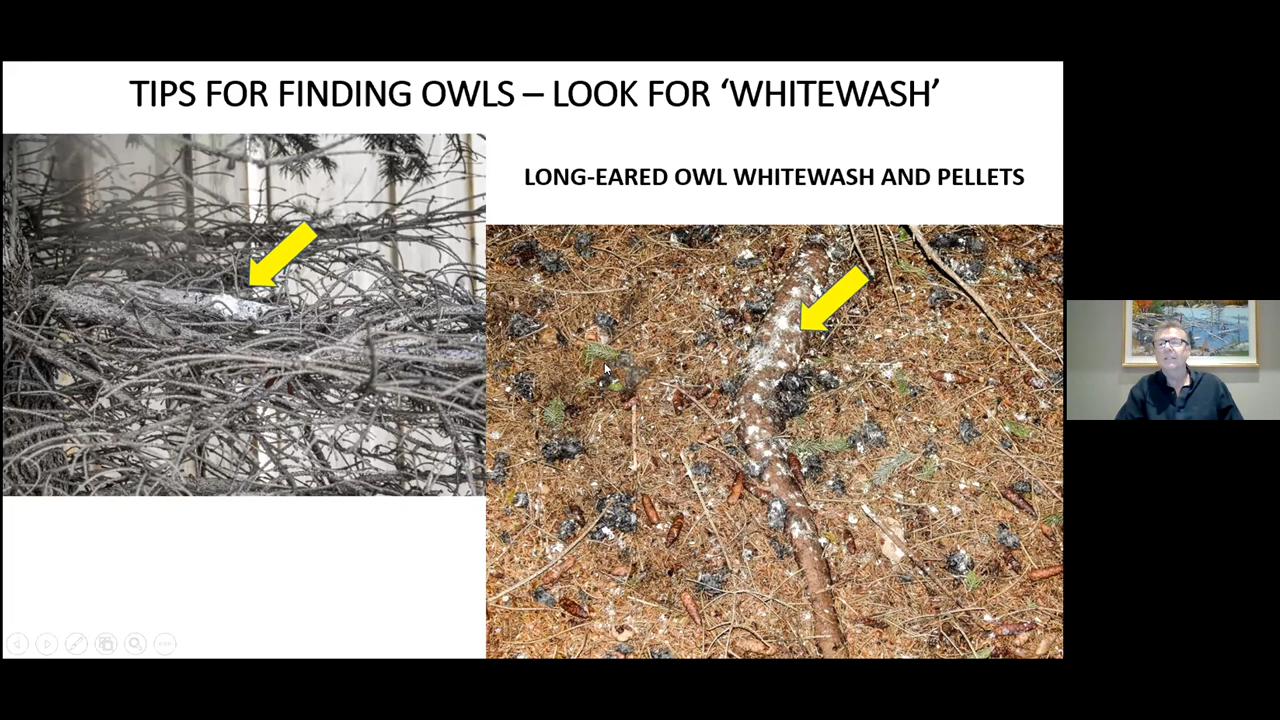 TIPS FOR FINDING OWLS – LOOK FOR ‘WHITEWASH’
LONG-EARED OWL WHITEWASH AND PELLETS